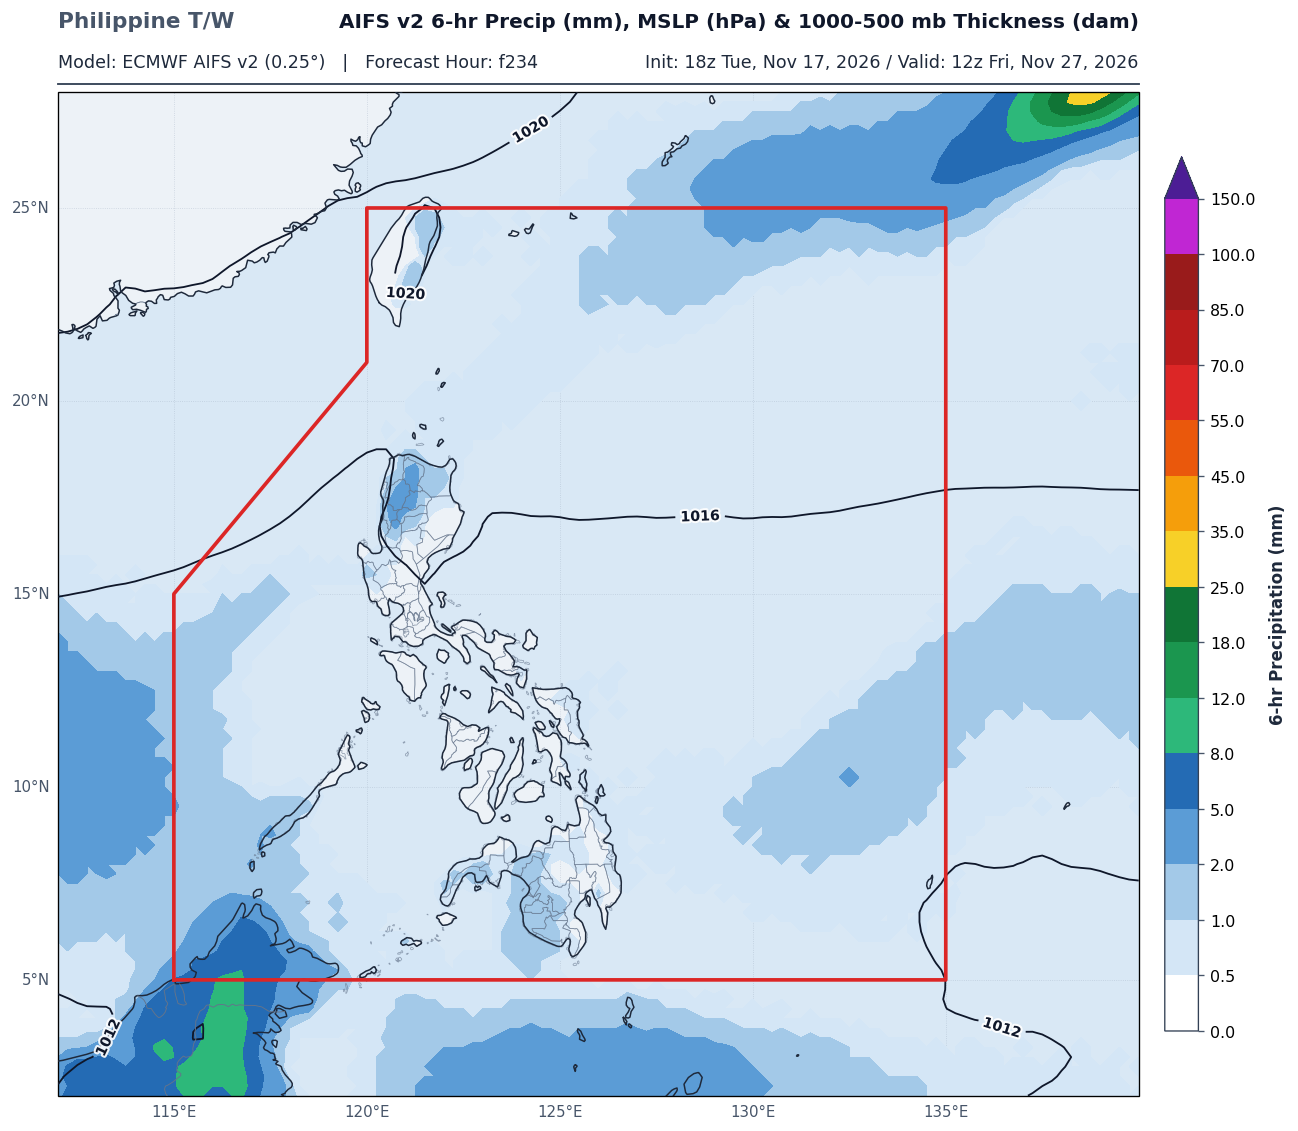 Philippine T/W
AIFS v2 6-hr Precip (mm), MSLP (hPa) & 1000-500 mb Thickness (dam)
Model: ECMWF AIFS v2 (0.25°) | Forecast Hour: f234
Init: 18z Tue, Nov 17, 2026 / Valid: 12z Fri, Nov 27, 2026
1020
1020
1016
1012
1012
25°N
20°N
15°N
10°N
5°N
115°E
120°E
125°E
130°E
135°E
150.0
100.0
85.0
70.0
55.0
45.0
35.0
25.0
18.0
12.0
8.0
5.0
2.0
1.0
0.5
0.0
6-hr Precipitation (mm)